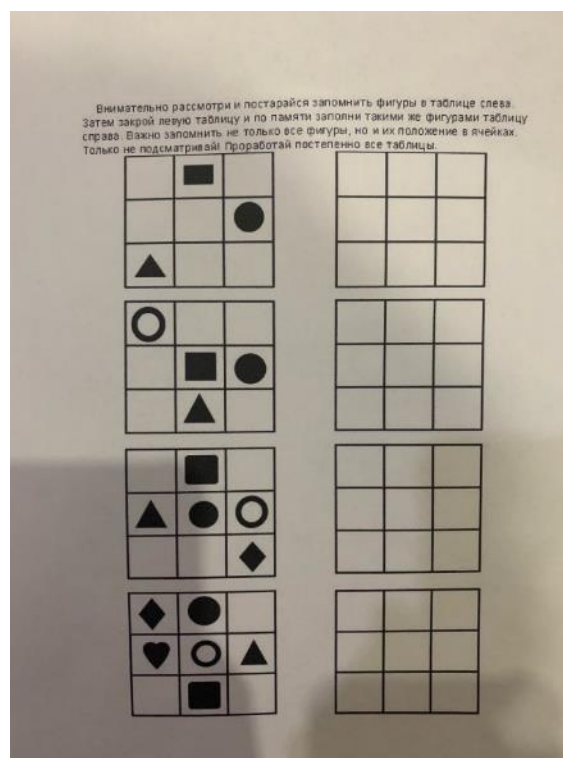 Внимательно рассмотри и постарайся запомнить фигуры в таблице слева.
Затем закрой левую таблицу и по памяти заполни такими же фигурами таблицу
справа. Важно запомнить не только все фигуры, но и их положение в ячейках.
Только не подсматривай! Проработай постепенно все таблицы.